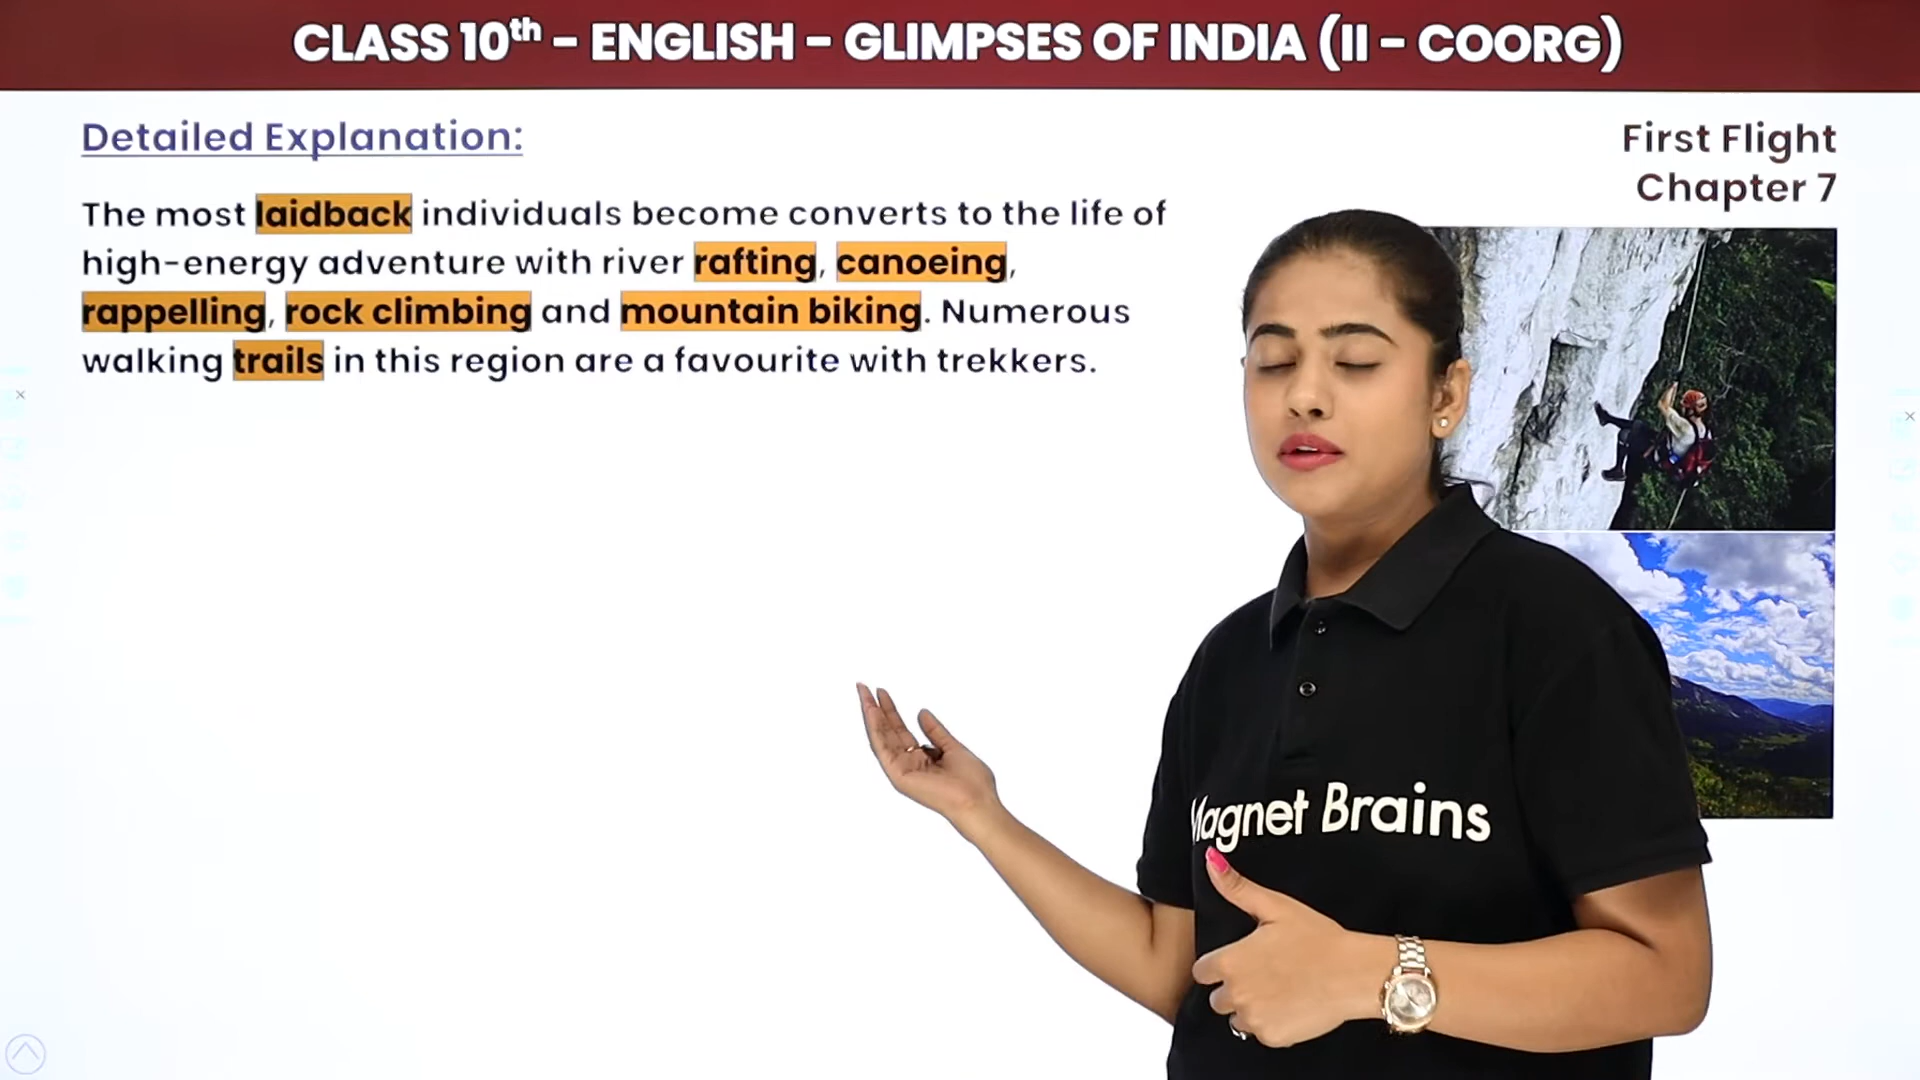 CLASS 10th – ENGLISH – GLIMPSES OF INDIA (II – COORG)
Detailed Explanation:
First Flight
Chapter 7
The most laidback individuals become converts to the life of
high-energy adventure with river rafting, canoeing,
rappelling, rock climbing and mountain biking. Numerous
walking trails in this region are a favourite with trekkers.
Magnet Brains